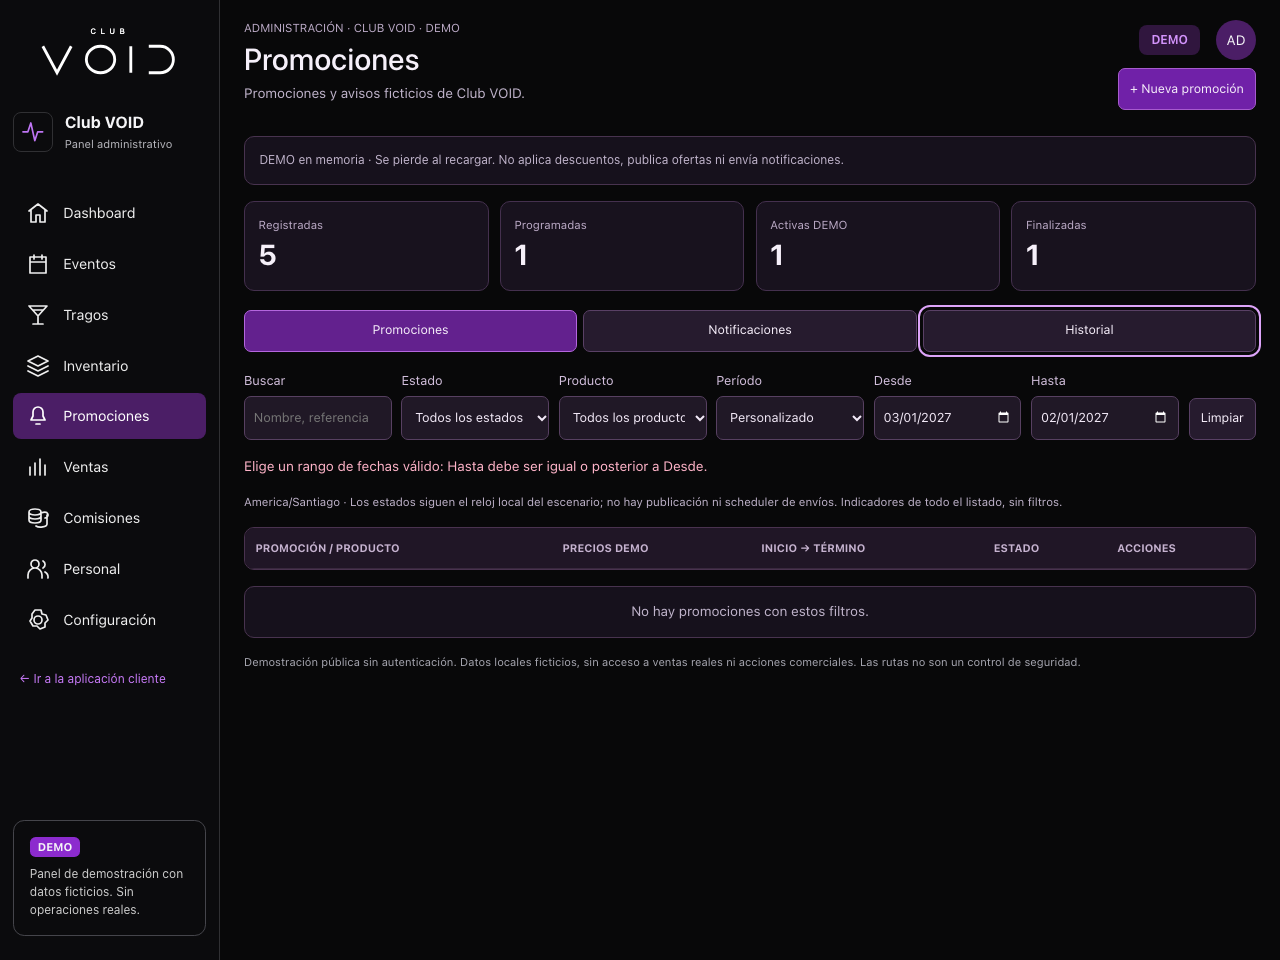 CLUB
VOID
Club VOID
Panel administrativo
Dashboard
Eventos
Tragos
Inventario
Promociones
Ventas
Comisiones
Personal
Configuración
← Ir a la aplicación cliente
DEMO
Panel de demostración con
datos ficticios. Sin
operaciones reales.
ADMINISTRACIÓN · CLUB VOID · DEMO
Promociones
Promociones y avisos ficticios de Club VOID.
DEMO
AD
+ Nueva promoción
DEMO en memoria · Se pierde al recargar. No aplica descuentos, publica ofertas ni envía notificaciones.
Registradas
5
Programadas
1
Activas DEMO
1
Finalizadas
1
Promociones
Notificaciones
Historial
Buscar
Nombre, referencia
Estado
Todos los estados
Producto
Todos los product
Período
Personalizado
Desde
03/01/2027
Hasta
02/01/2027
Limpiar
Elige un rango de fechas válido: Hasta debe ser igual o posterior a Desde.
America/Santiago · Los estados siguen el reloj local del escenario; no hay publicación ni scheduler de envíos. Indicadores de todo el listado, sin filtros.
PROMOCIÓN / PRODUCTO PRECIOS DEMO INICIO → TÉRMINO ESTADO ACCIONES
No hay promociones con estos filtros.
Demostración pública sin autenticación. Datos locales ficticios, sin acceso a ventas reales ni acciones comerciales. Las rutas no son un control de seguridad.